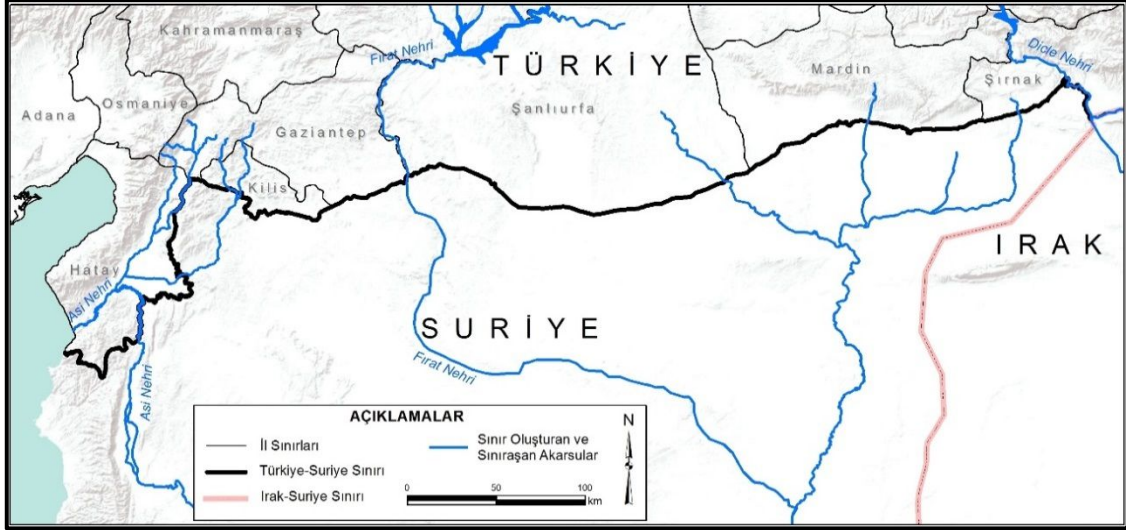 Kahramanmaraş
Fırat Nehri
TÜRKİYE
Dicle Nehri
Mardin
Şırnak
Adana
Osmaniye
Gaziantep
Şanlıurfa
Kilis
Hatay
Asi Nehri
IRAK
SURİYE
Fırat Nehri
Asi Nehri
AÇIKLAMALAR
İl Sınırları
Türkiye-Suriye Sınırı
Irak-Suriye Sınırı
Sınır Oluşturan ve
Sınıraşan Akarsular
N
0 50 100
km